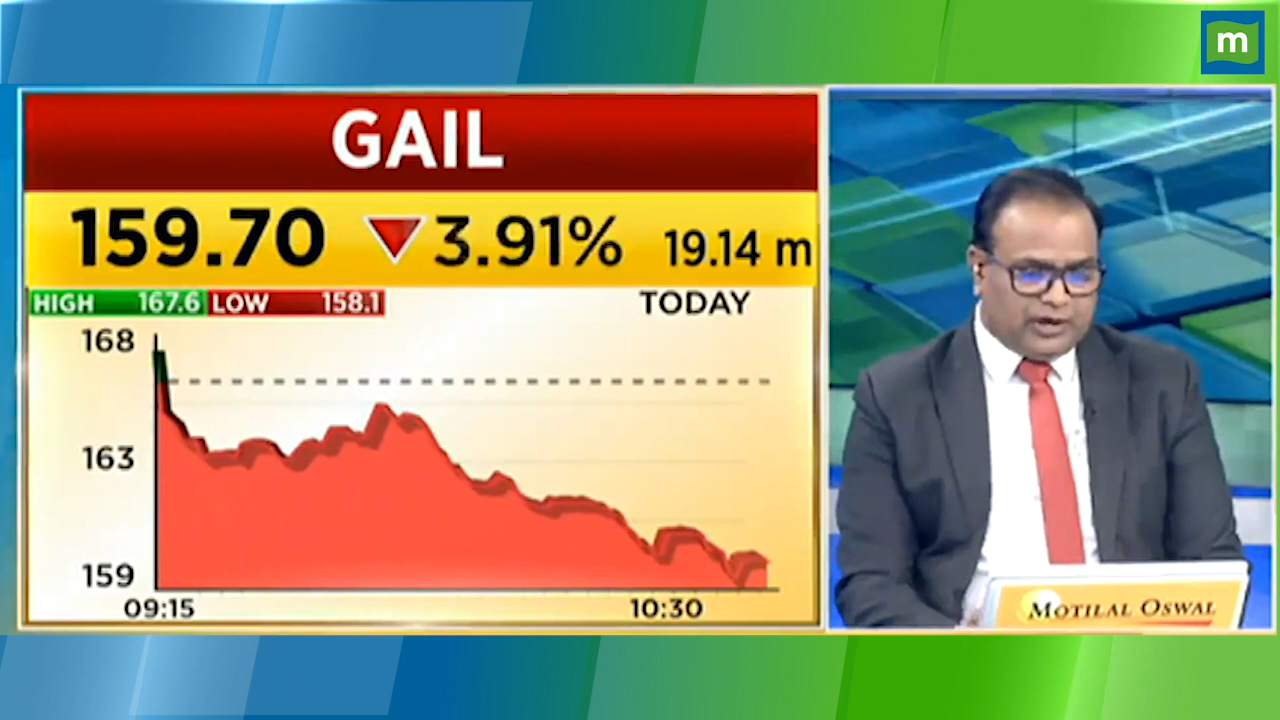 m
GAIL
159.70 ▼ 3.91% 19.14 m
HIGH 167.6 LOW 158.1 TODAY
168
163
159
09:15 10:30
MOTILAL OSWAL